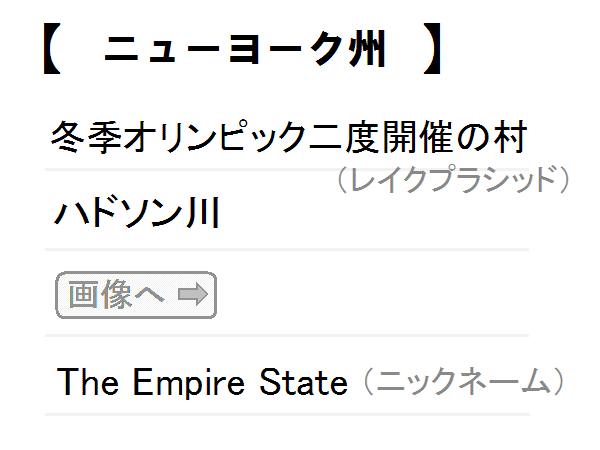 【 ニューヨーク州 】
冬季オリンピック二度開催の村
（レイクプラシッド）
ハドソン川
画像へ ⇒
The Empire State （ニックネーム）